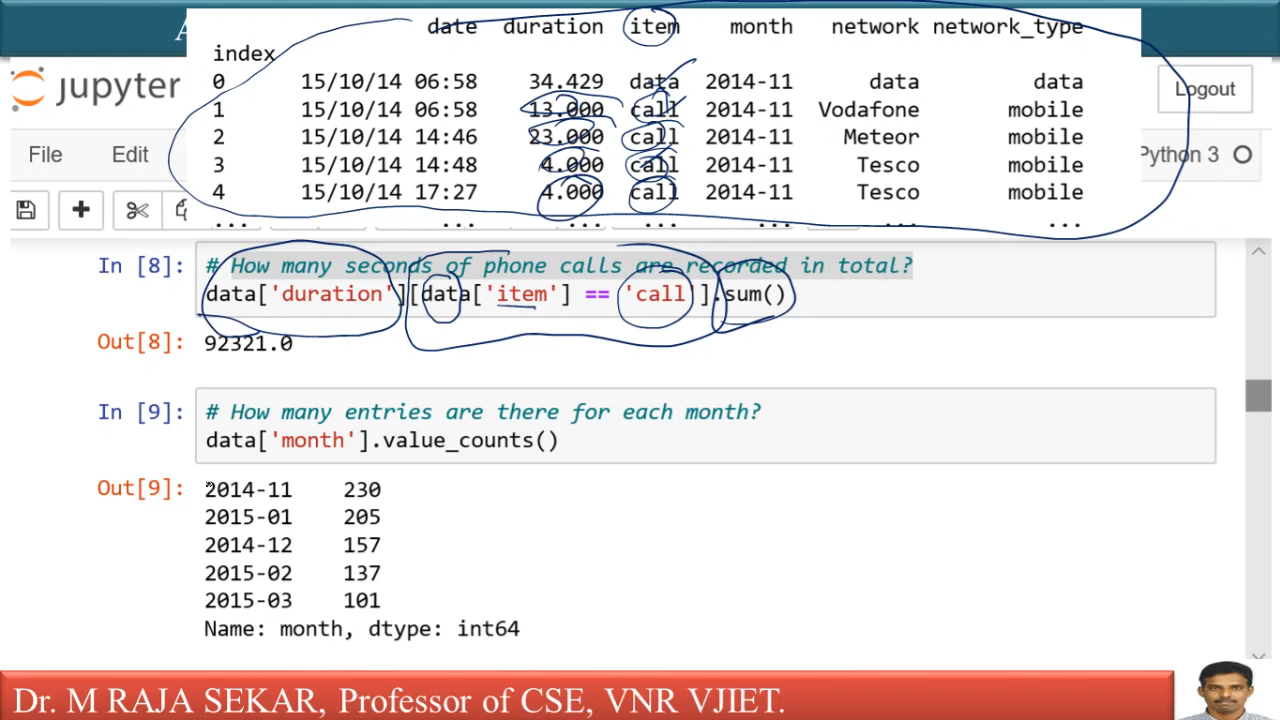 A
date duration item month network network_type
index
0 15/10/14 06:58 34.429 data 2014-11 data data
1 15/10/14 06:58 13.000 call 2014-11 Vodafone mobile
2 15/10/14 14:46 23.000 call 2014-11 Meteor mobile
3 15/10/14 14:48 4.000 call 2014-11 Tesco mobile
4 15/10/14 17:27 4.000 call 2014-11 Tesco mobile
... ... ... ... ... ... ...
jupyter Logout
File Edit Python 3
In [8]: # How many seconds of phone calls are recorded in total?
data['duration'][data['item'] == 'call'].sum()
Out[8]: 92321.0
In [9]: # How many entries are there for each month?
data['month'].value_counts()
Out[9]: 2014-11 230
2015-01 205
2014-12 157
2015-02 137
2015-03 101
Name: month, dtype: int64
Dr. M RAJA SEKAR, Professor of CSE, VNR VJIET.